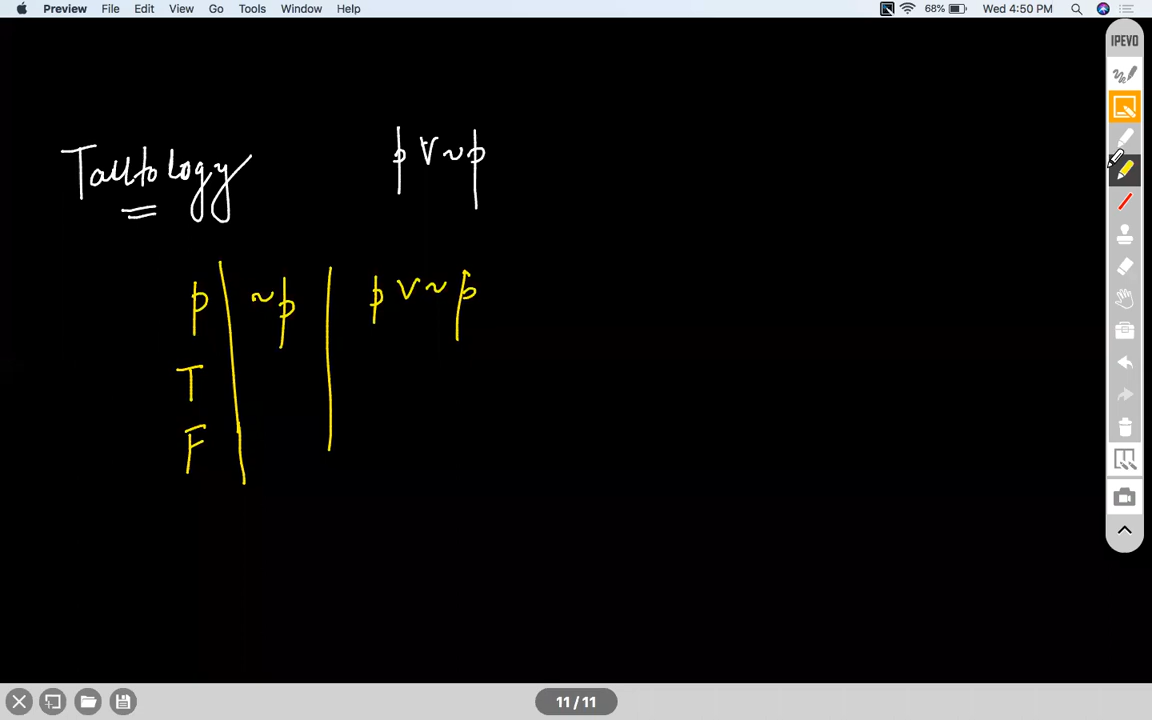 Preview File Edit View Go Tools Window Help 68% Wed 4:50 PM
IPEVO
Tautology p ∨ ~p
p ~p p ∨ ~p
T
F
11/11